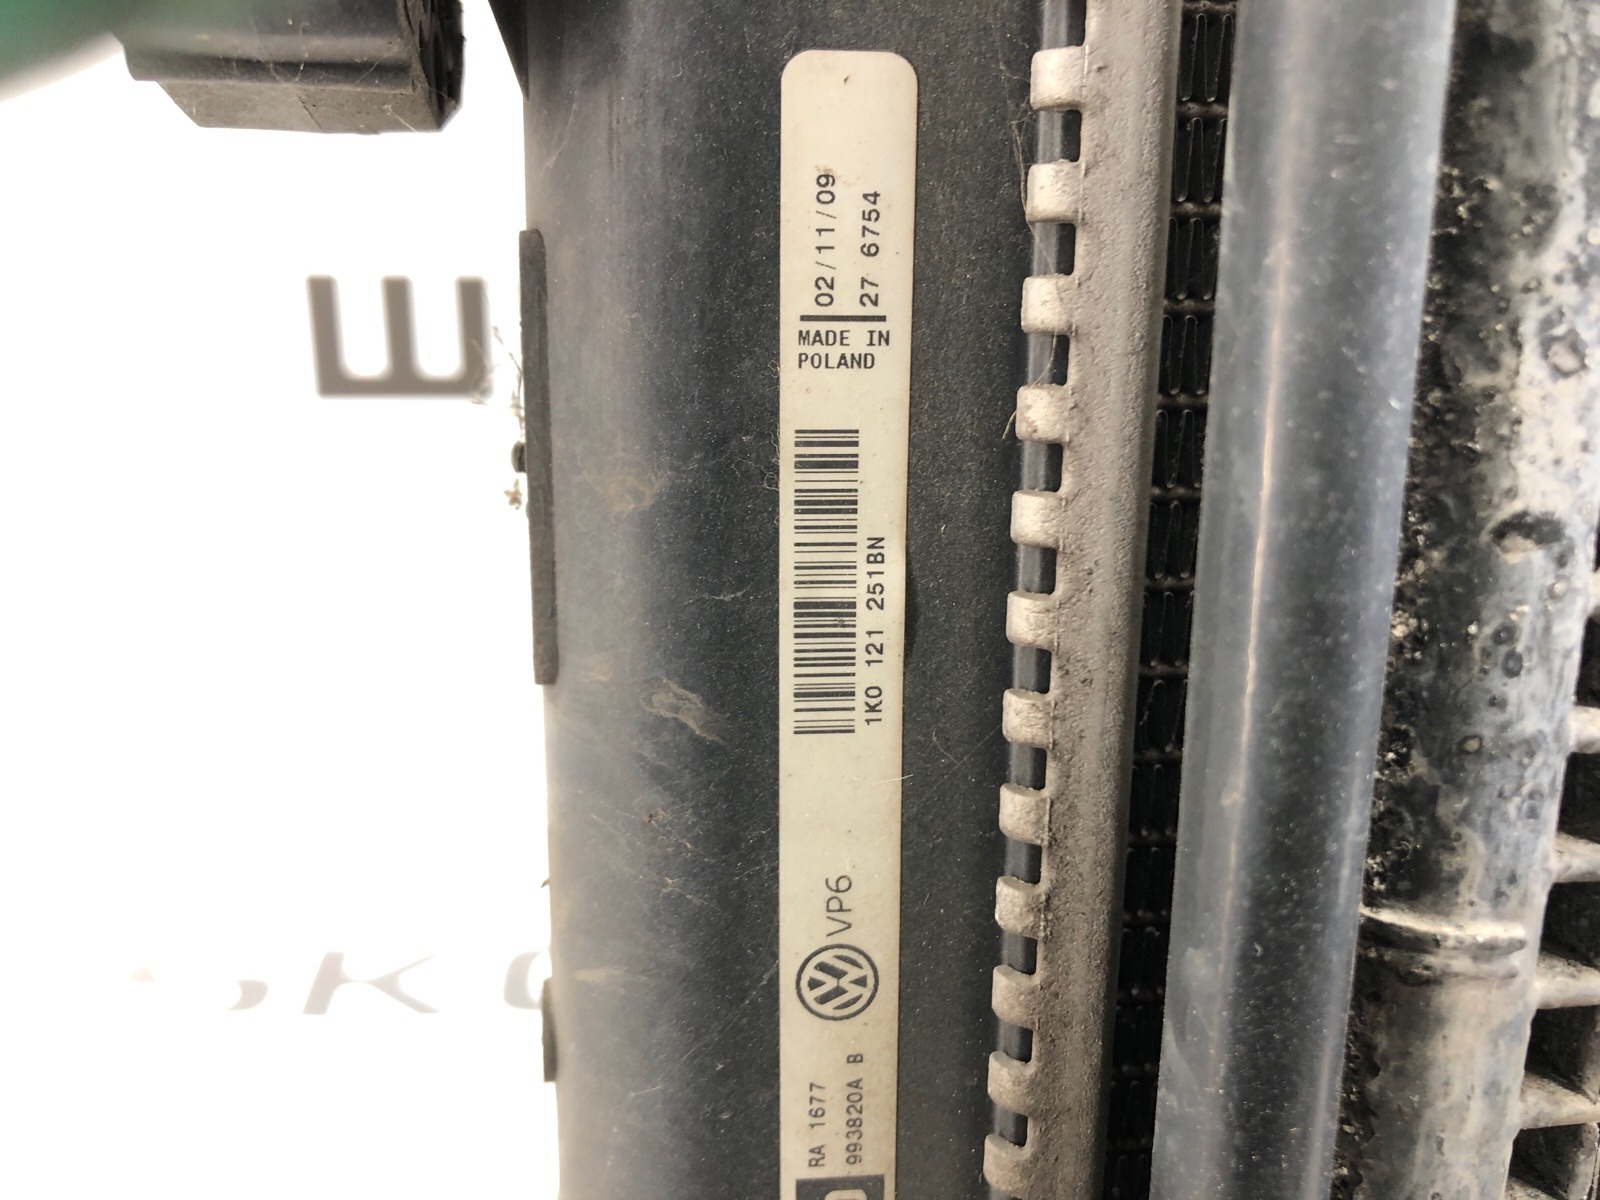 RA 1677
993820A B
VP6
1K0 121 251BN
MADE IN
POLAND
02/11/09
27 6754
E